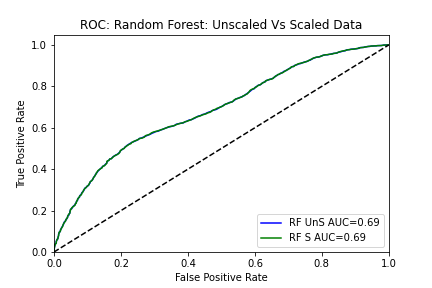 ROC: Random Forest: Unscaled Vs Scaled Data
True Positive Rate
1.0
0.8
0.6
0.4
0.2
0.0
RF UnS AUC=0.69
RF S AUC=0.69
0.0 0.2 0.4 0.6 0.8 1.0
False Positive Rate